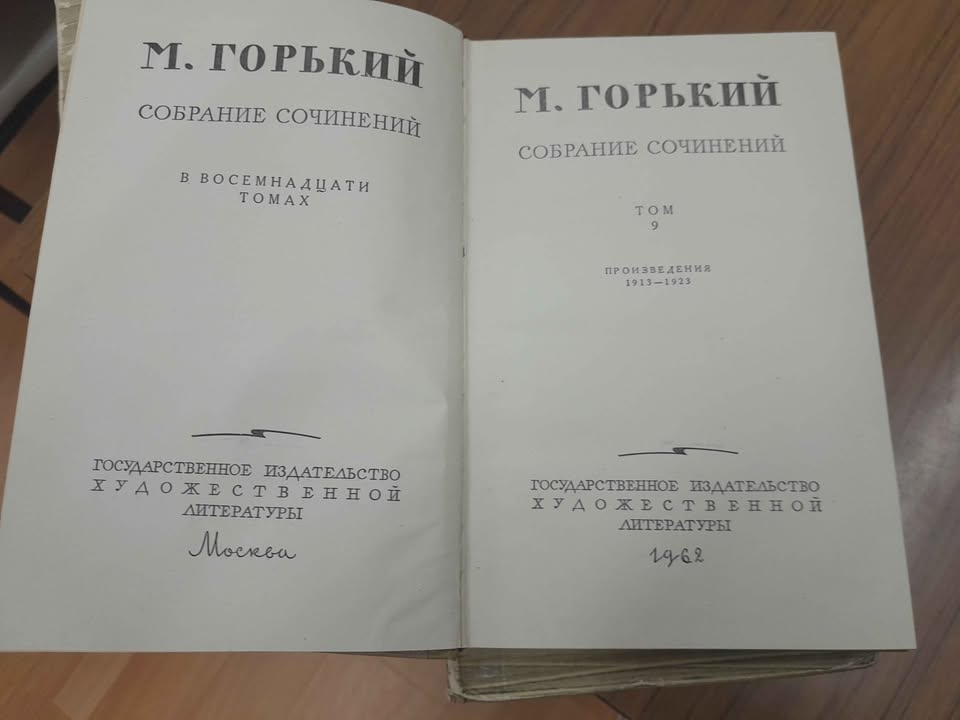 М. ГОРЬКИЙ
СОБРАНИЕ СОЧИНЕНИЙ
В ВОСЕМНАДЦАТИ
ТОМАХ
ГОСУДАРСТВЕННОЕ ИЗДАТЕЛЬСТВО
ХУДОЖЕСТВЕННОЙ
ЛИТЕРАТУРЫ
Москва
М. ГОРЬКИЙ
СОБРАНИЕ СОЧИНЕНИЙ
ТОМ
9
ПРОИЗВЕДЕНИЯ
1913—1923
ГОСУДАРСТВЕННОЕ ИЗДАТЕЛЬСТВО
ХУДОЖЕСТВЕННОЙ
ЛИТЕРАТУРЫ
1962